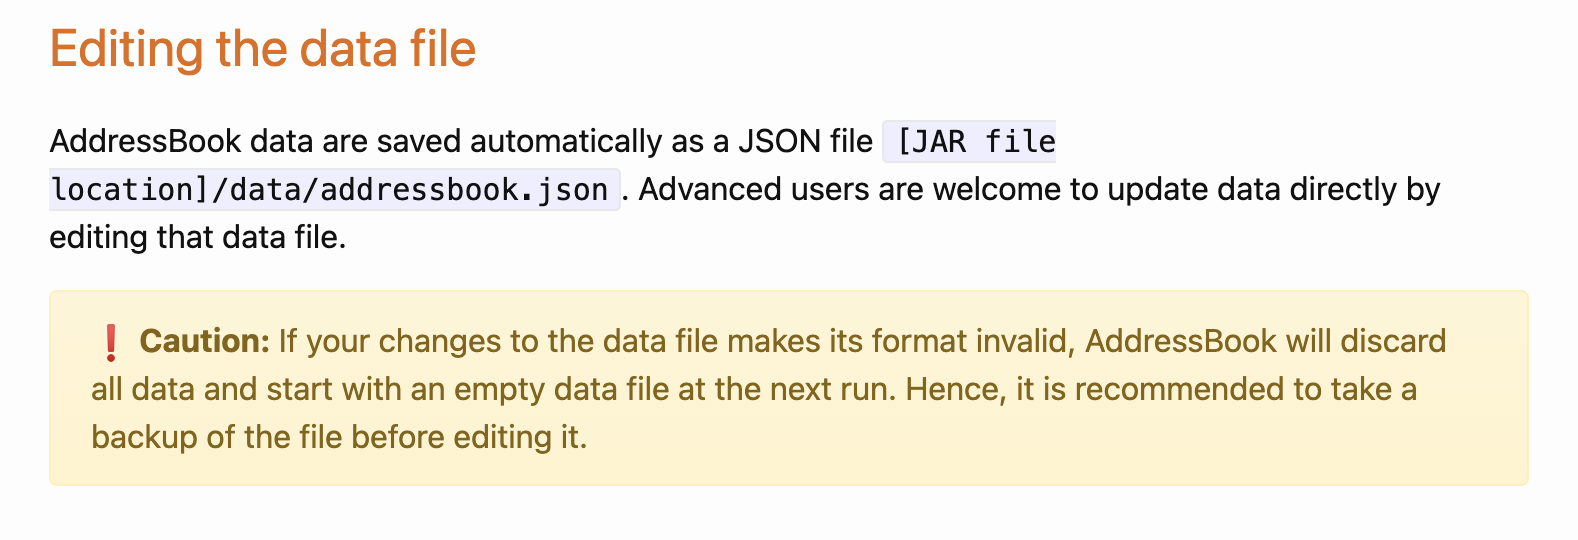 Editing the data file
AddressBook data are saved automatically as a JSON file [JAR file
location]/data/addressbook.json. Advanced users are welcome to update data directly by
editing that data file.
❗ Caution: If your changes to the data file makes its format invalid, AddressBook will discard
all data and start with an empty data file at the next run. Hence, it is recommended to take a
backup of the file before editing it.